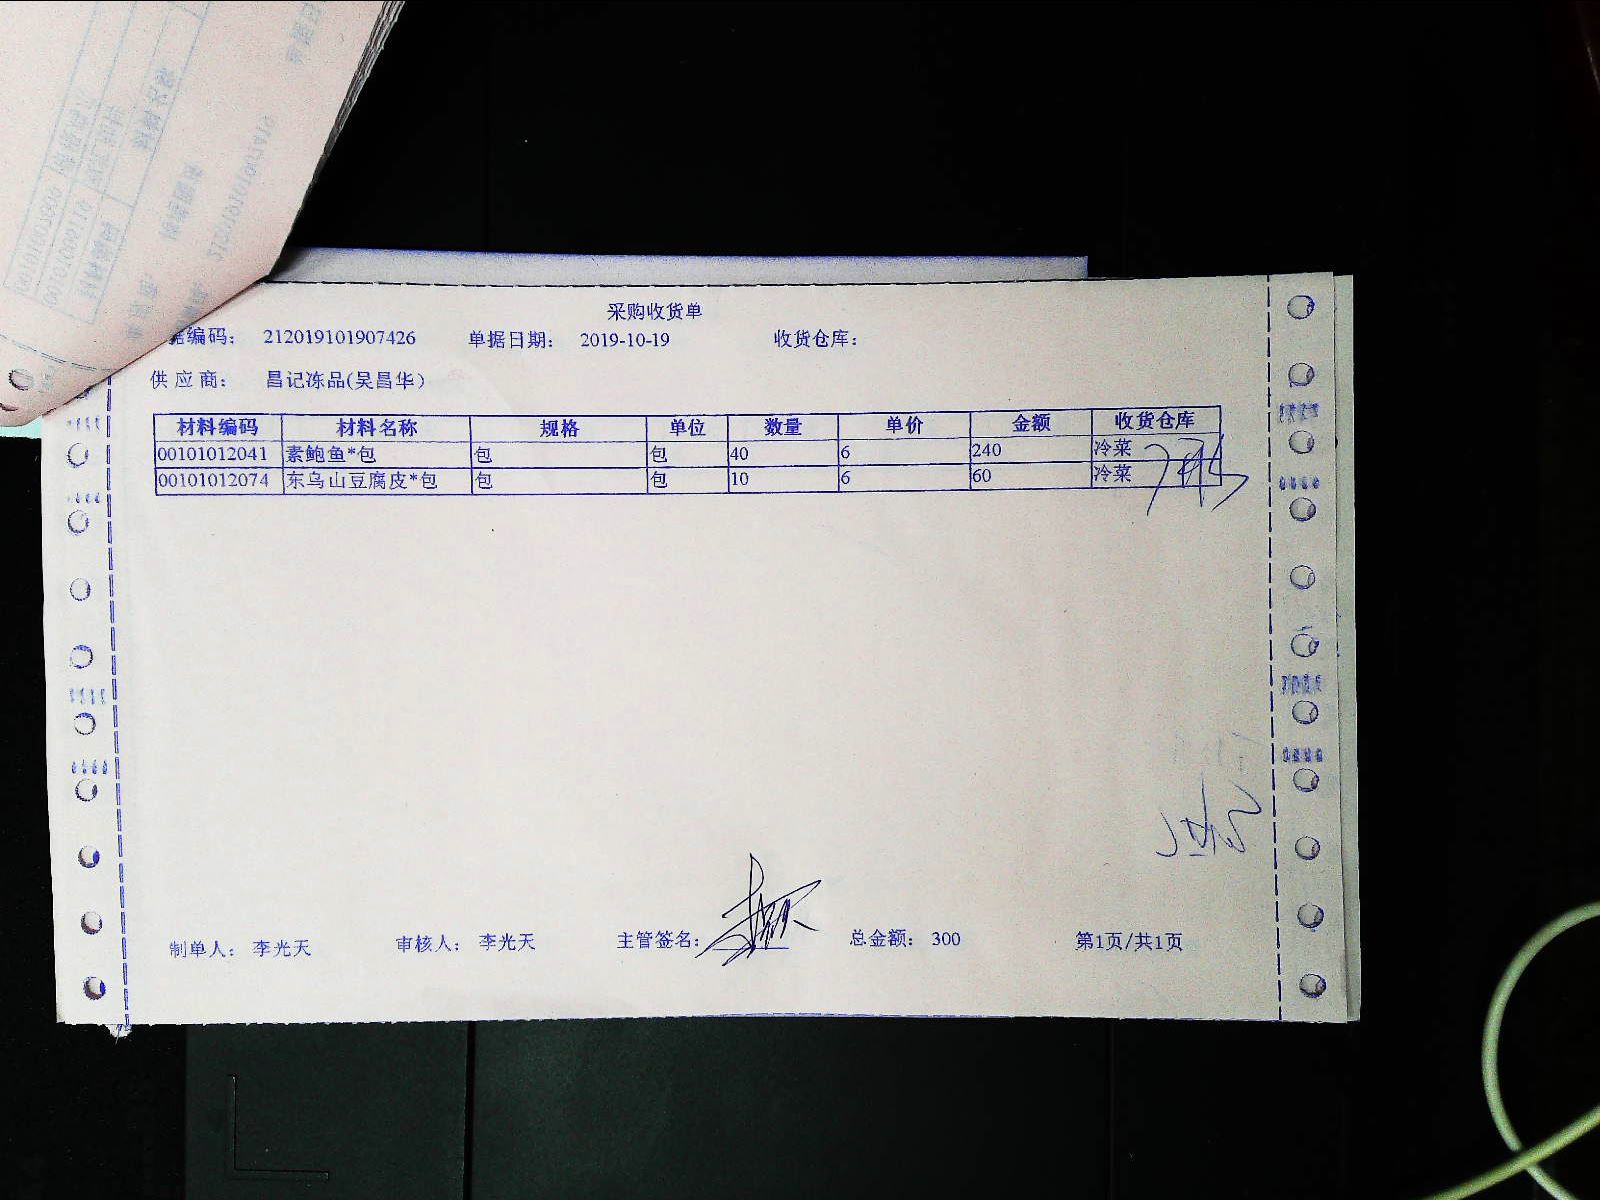 采购收货单
据编码： 212019101907426 单据日期： 2019-10-19 收货仓库：
供应商： 昌记冻品(吴昌华)
材料编码 材料名称 规格 单位 数量 单价 金额 收货仓库
00101012041 素鲍鱼*包 包 包 40 6 240 冷菜
00101012074 东乌山豆腐皮*包 包 包 10 6 60 冷菜
制单人： 李光天 审核人： 李光天 主管签名： 总金额： 300 第1页/共1页